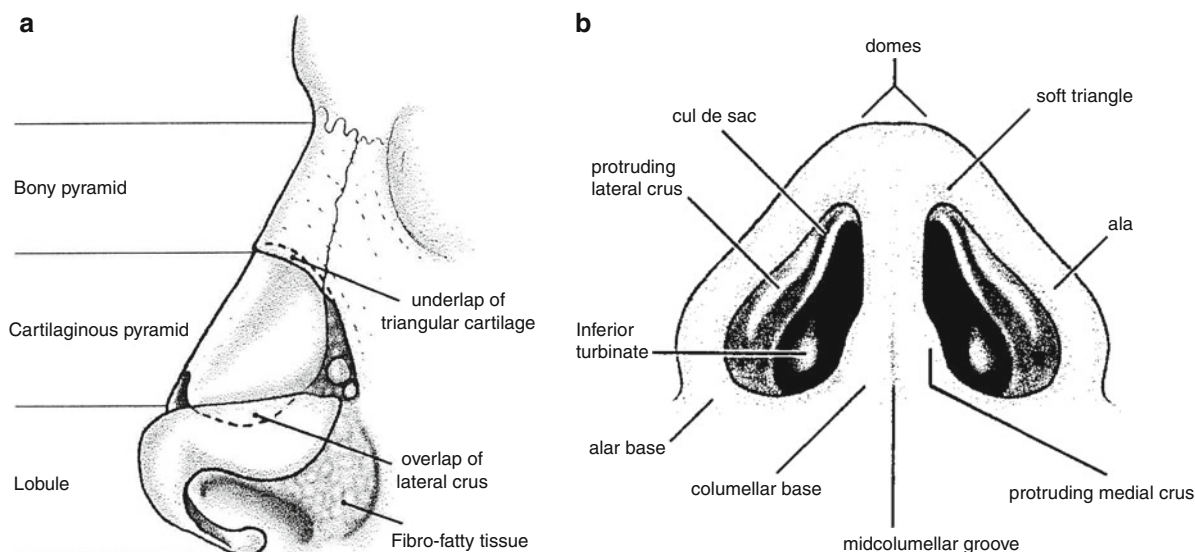 a
Bony pyramid
Cartilaginous pyramid
Lobule
underlap of
triangular cartilage
overlap of
lateral crus
Fibro-fatty tissue
b
domes
cul de sac
soft triangle
protruding
lateral crus
ala
Inferior
turbinate
alar base
columellar base
protruding medial crus
midcolumellar groove